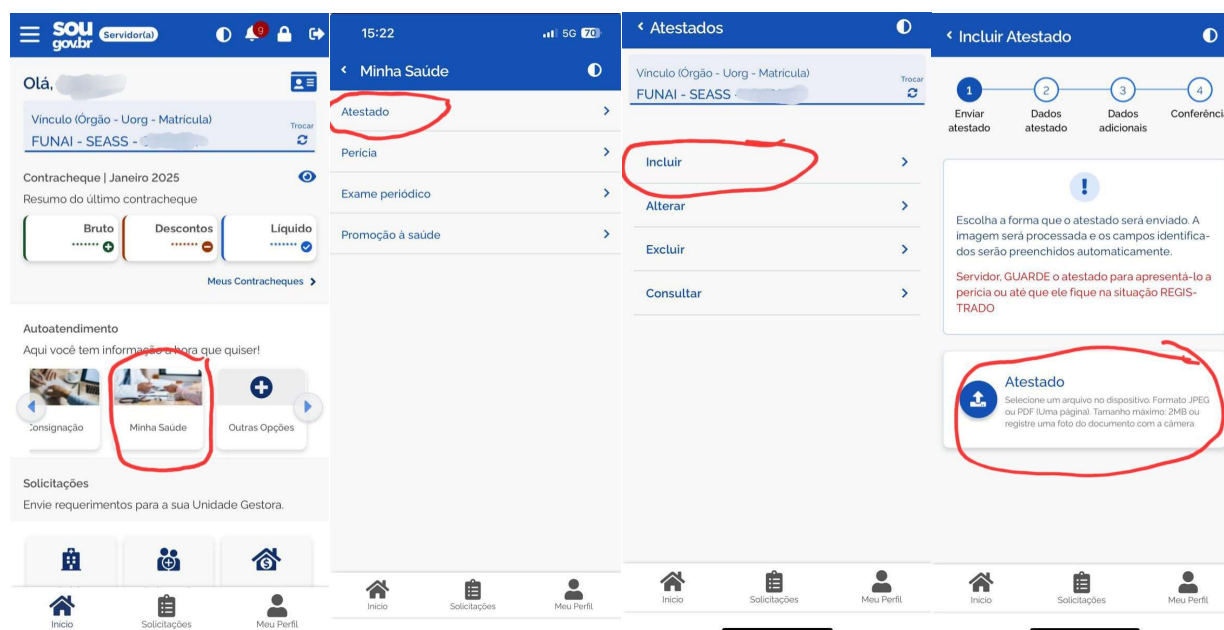 SOU
gov.br
Servidor(a)
9
Olá,
Vínculo (Órgão - Uorg - Matrícula)
Trocar
FUNAI - SEASS -
Contracheque | Janeiro 2025
Resumo do último contracheque
Bruto
.......
Descontos
.......
Líquido
.......
Meus Contracheques
Autoatendimento
Aqui você tem informação a hora que quiser!
Consignação
Minha Saúde
Outras Opções
Solicitações
Envie requerimentos para a sua Unidade Gestora.
Início
Solicitações
Meu Perfil
15:22
5G 70
Minha Saúde
Atestado
Perícia
Exame periódico
Promoção à saúde
Início
Solicitações
Meu Perfil
Atestados
Vínculo (Órgão - Uorg - Matrícula)
Trocar
FUNAI - SEASS -
Incluir
Alterar
Excluir
Consultar
Início
Solicitações
Meu Perfil
Incluir Atestado
1
2
3
4
Enviar
atestado
Dados
atestado
Dados
adicionais
Conferênci
Escolha a forma que o atestado será enviado. A
imagem será processada e os campos identifica-
dos serão preenchidos automaticamente.
Servidor, GUARDE o atestado para apresentá-lo a
perícia ou até que ele fique na situação REGIS-
TRADO
Atestado
Selecione um arquivo no dispositivo. Formato JPEG
ou PDF (Uma página). Tamanho máximo: 2MB ou
registre uma foto do documento com a câmera
Início
Solicitações
Meu Perfil